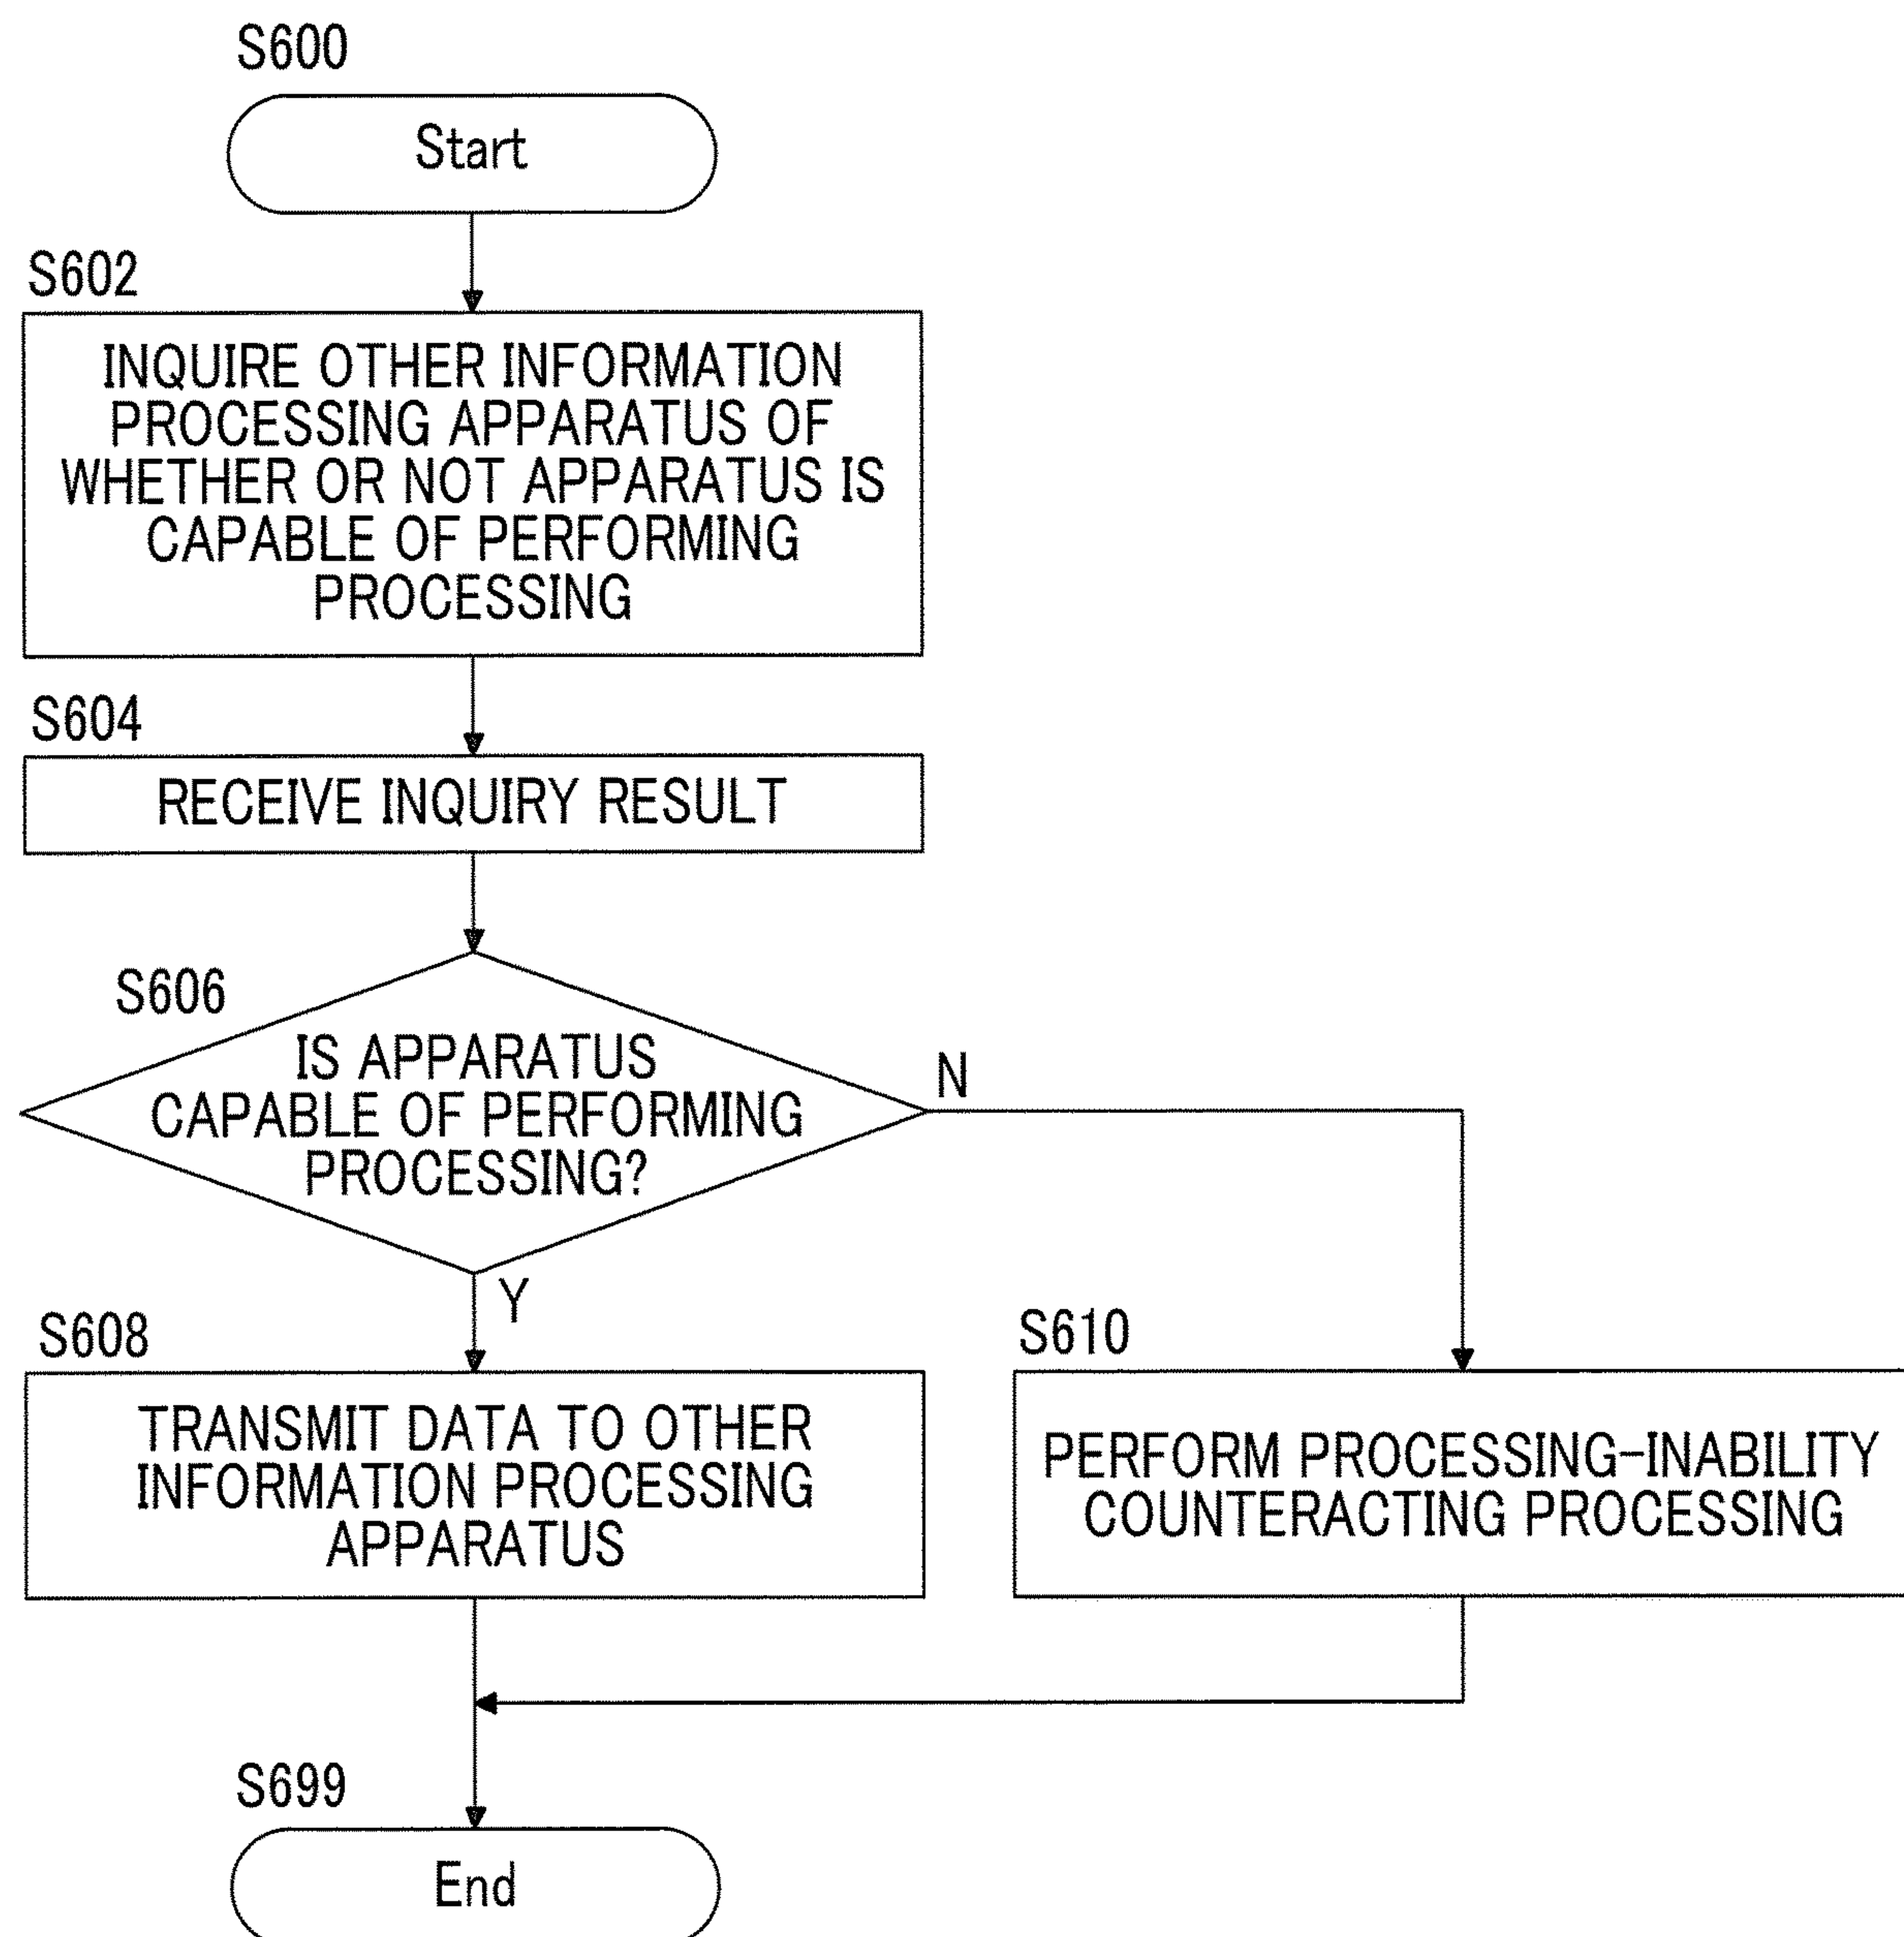 S600
Start
S602
INQUIRE OTHER INFORMATION
PROCESSING APPARATUS OF
WHETHER OR NOT APPARATUS IS
CAPABLE OF PERFORMING
PROCESSING
S604
RECEIVE INQUIRY RESULT
S606
IS APPARATUS
CAPABLE OF PERFORMING
PROCESSING?
N
Y
S608
TRANSMIT DATA TO OTHER
INFORMATION PROCESSING
APPARATUS
S610
PERFORM PROCESSING-INABILITY
COUNTERACTING PROCESSING
S699
End